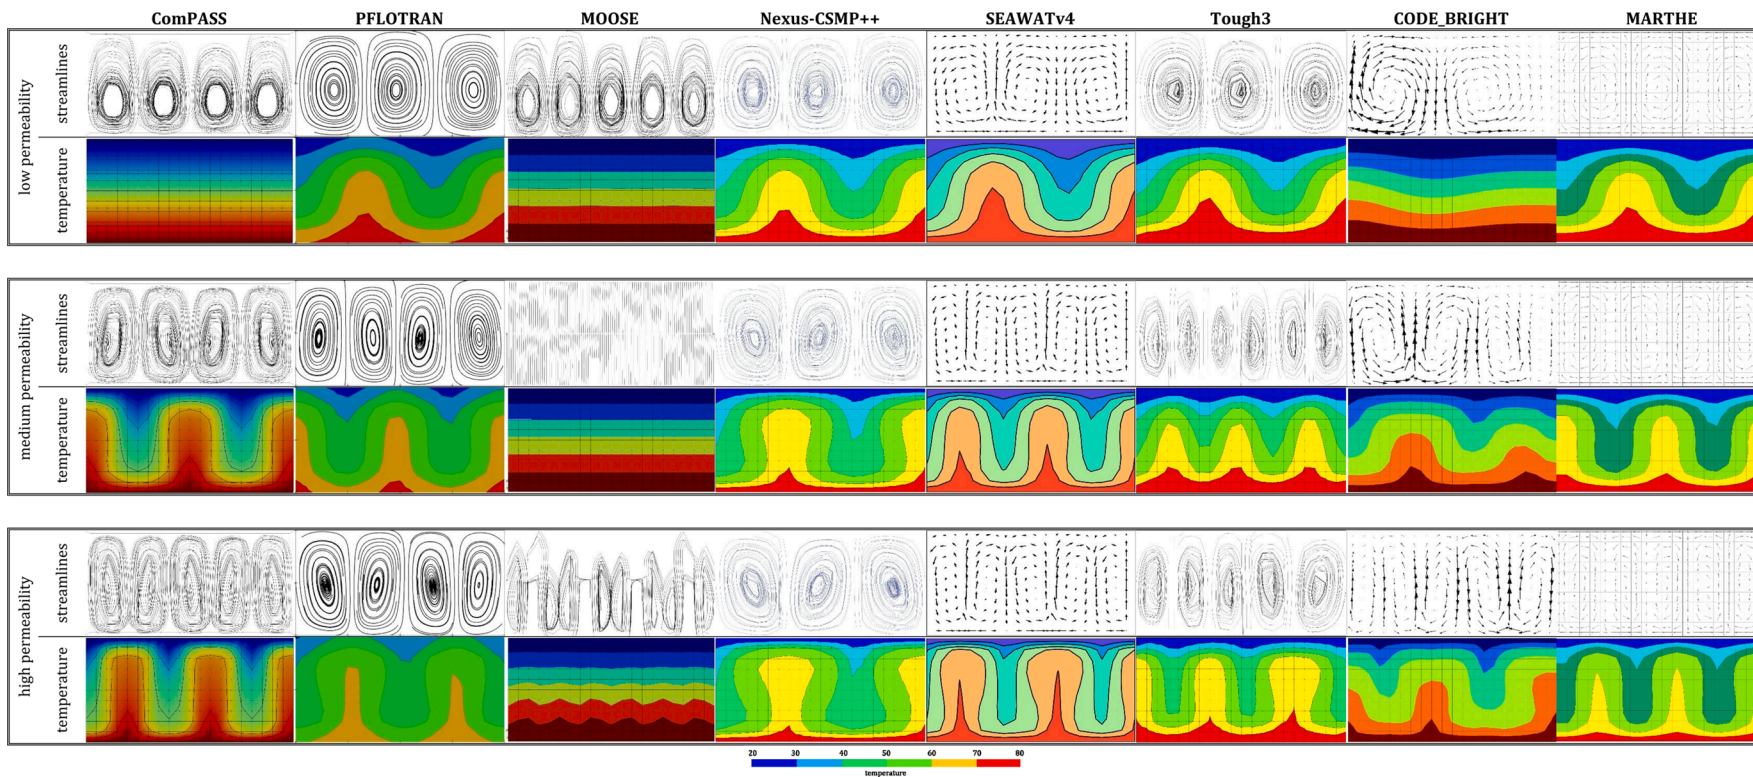 ComPASS PFLOTRAN MOOSE Nexus-CSMP++ SEAWATv4 Tough3 CODE_BRIGHT MARTHE
low permeability
streamlines
temperature
medium permeability
streamlines
temperature
high permeability
streamlines
temperature
20 30 40 50 60 70 80
temperature